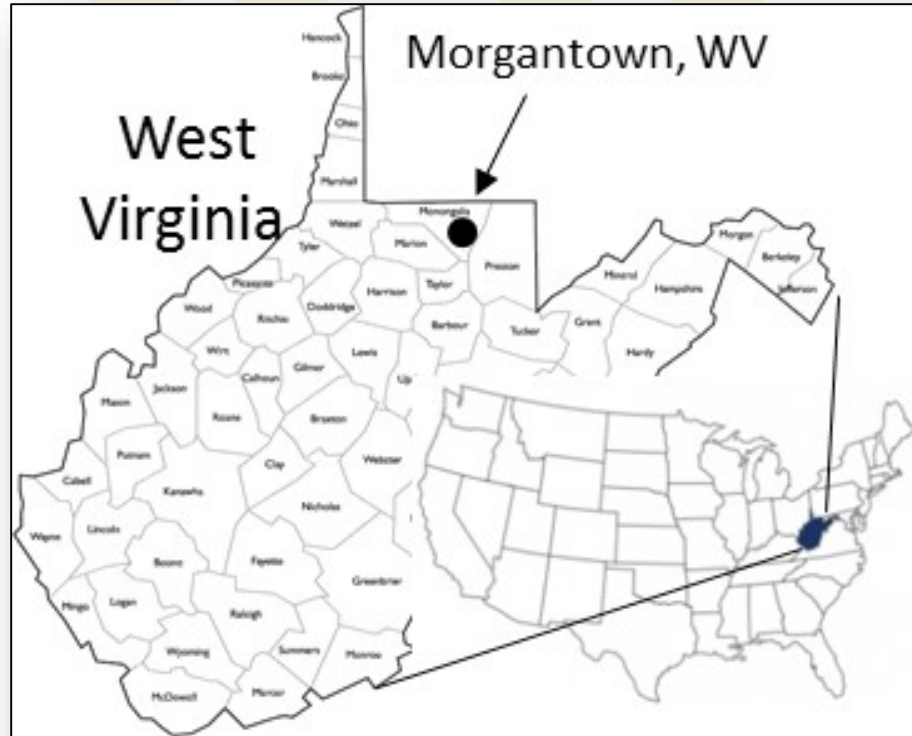 Morgantown, WV
West
Virginia
Hancock
Brooke
Ohio
Marshall
Wetzel
Monongalia
Marion
Preston
Tyler
Pleasants
Doddridge
Harrison
Taylor
Wood
Ritchie
Barbour
Tucker
Mineral
Hampshire
Morgan
Berkeley
Jefferson
Grant
Hardy
Wirt
Calhoun
Gilmer
Lewis
Up
Jackson
Mason
Roane
Braxton
Webster
Putnam
Clay
Cabell
Kanawha
Nicholas
Wayne
Lincoln
Boone
Fayette
Greenbrier
Mingo
Logan
Raleigh
Wyoming
Summers
Monroe
McDowell
Mercer